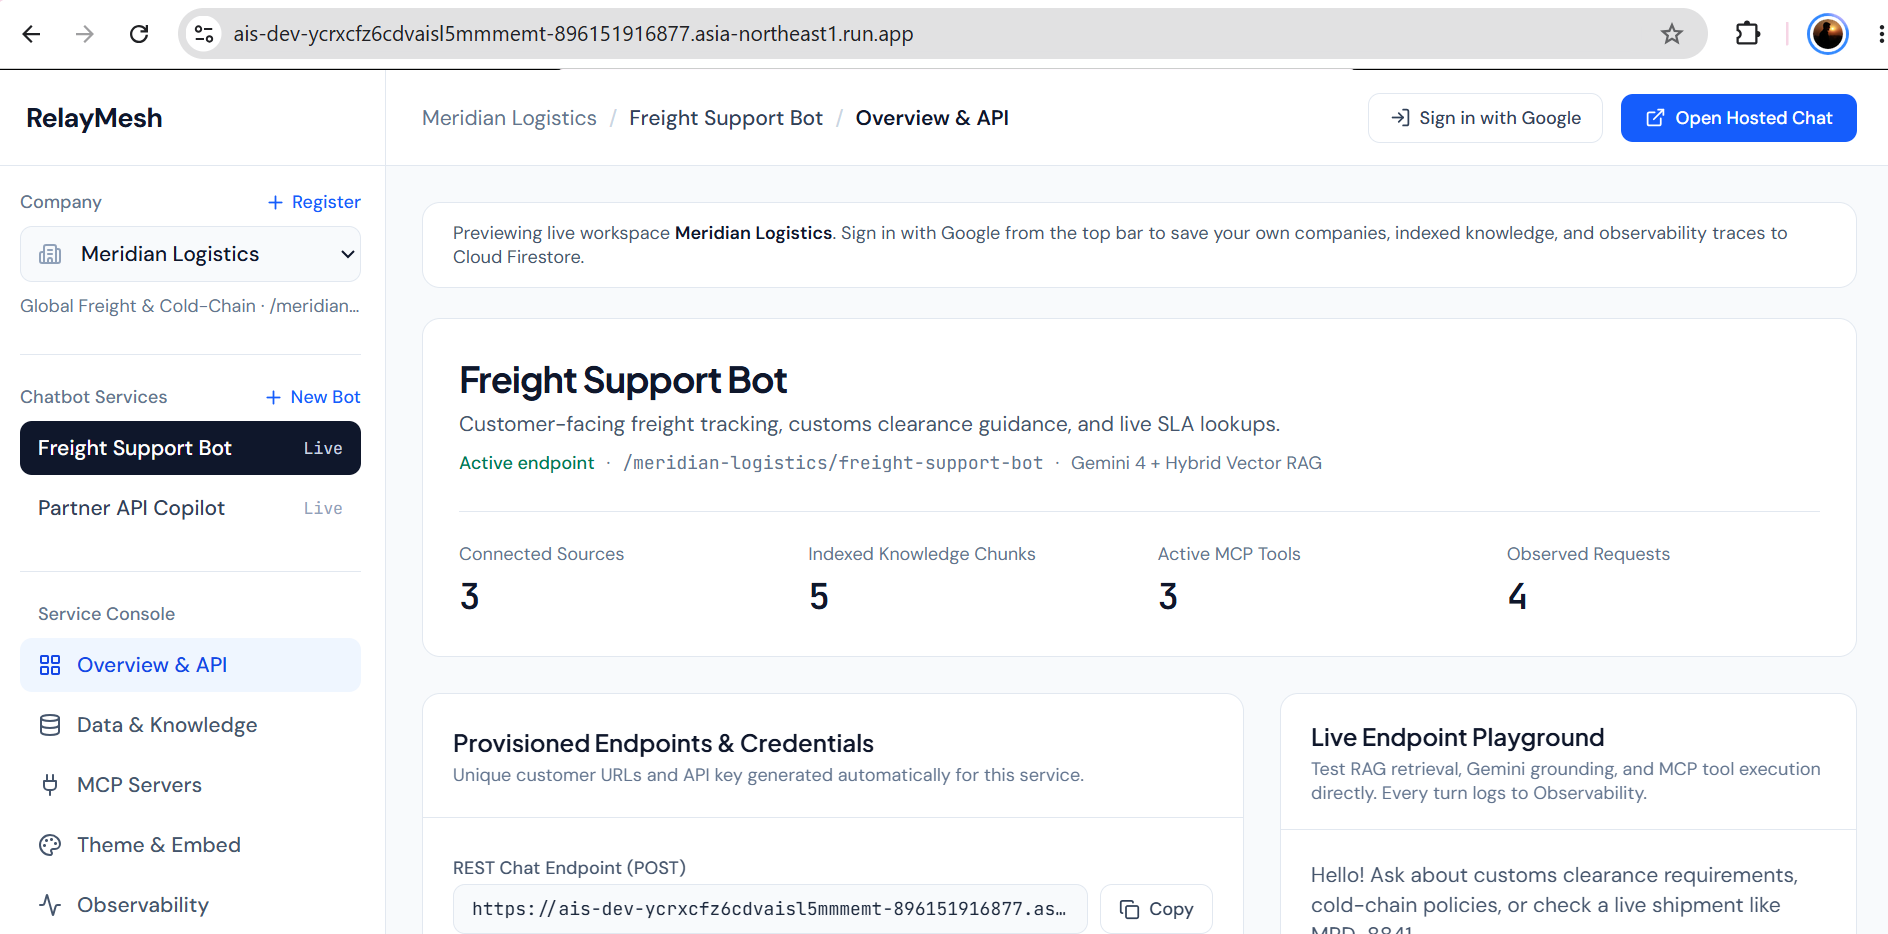 ais-dev-ycrxcfz6cdvaisl5mmmemt-896151916877.asia-northeast1.run.app
RelayMesh
Meridian Logistics / Freight Support Bot / Overview & API
Sign in with Google
Open Hosted Chat
Company
+ Register
Meridian Logistics
Global Freight & Cold-Chain · /meridian...
Chatbot Services
+ New Bot
Freight Support Bot Live
Partner API Copilot Live
Service Console
Overview & API
Data & Knowledge
MCP Servers
Theme & Embed
Observability
Previewing live workspace Meridian Logistics. Sign in with Google from the top bar to save your own companies, indexed knowledge, and observability traces to
Cloud Firestore.
Freight Support Bot
Customer-facing freight tracking, customs clearance guidance, and live SLA lookups.
Active endpoint · /meridian-logistics/freight-support-bot · Gemini 4 + Hybrid Vector RAG
Connected Sources
3
Indexed Knowledge Chunks
5
Active MCP Tools
3
Observed Requests
4
Provisioned Endpoints & Credentials
Unique customer URLs and API key generated automatically for this service.
REST Chat Endpoint (POST)
https://ais-dev-ycrxcfz6cdvaisl5mmmemt-896151916877.as...
Copy
Live Endpoint Playground
Test RAG retrieval, Gemini grounding, and MCP tool execution
directly. Every turn logs to Observability.
Hello! Ask about customs clearance requirements,
cold-chain policies, or check a live shipment like